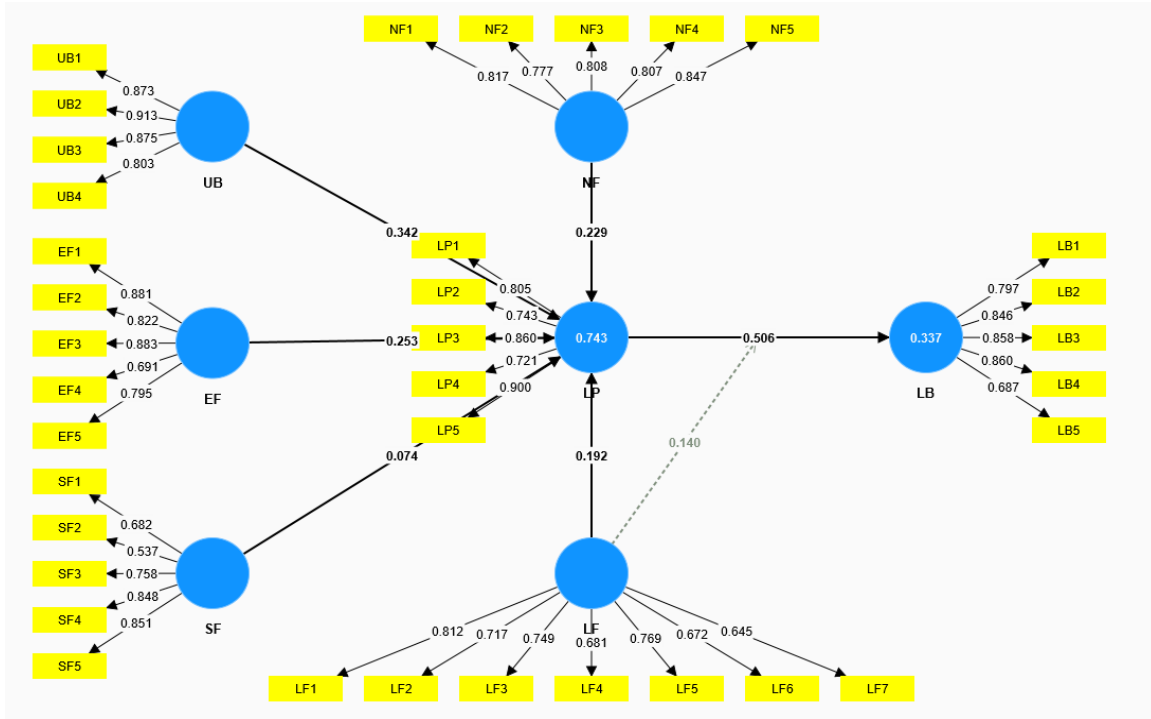 NF1 NF2 NF3 NF4 NF5
0.817 0.777 0.808 0.807 0.847
NF
UB1
UB2
UB3
UB4
0.873
0.913
0.875
0.803
UB
0.342
0.229
EF1
EF2
EF3
EF4
EF5
0.881
0.822
0.883
0.691
0.795
EF
0.253
LP1
LP2
LP3
LP4
LP5
0.805
0.743
0.860
0.721
0.900
0.743
LP
0.506
0.337
LB
0.797
0.846
0.858
0.860
0.687
LB1
LB2
LB3
LB4
LB5
0.074
0.192
0.140
SF1
SF2
SF3
SF4
SF5
0.682
0.537
0.758
0.848
0.851
SF
LF
0.812 0.717 0.749 0.681 0.769 0.672 0.645
LF1 LF2 LF3 LF4 LF5 LF6 LF7